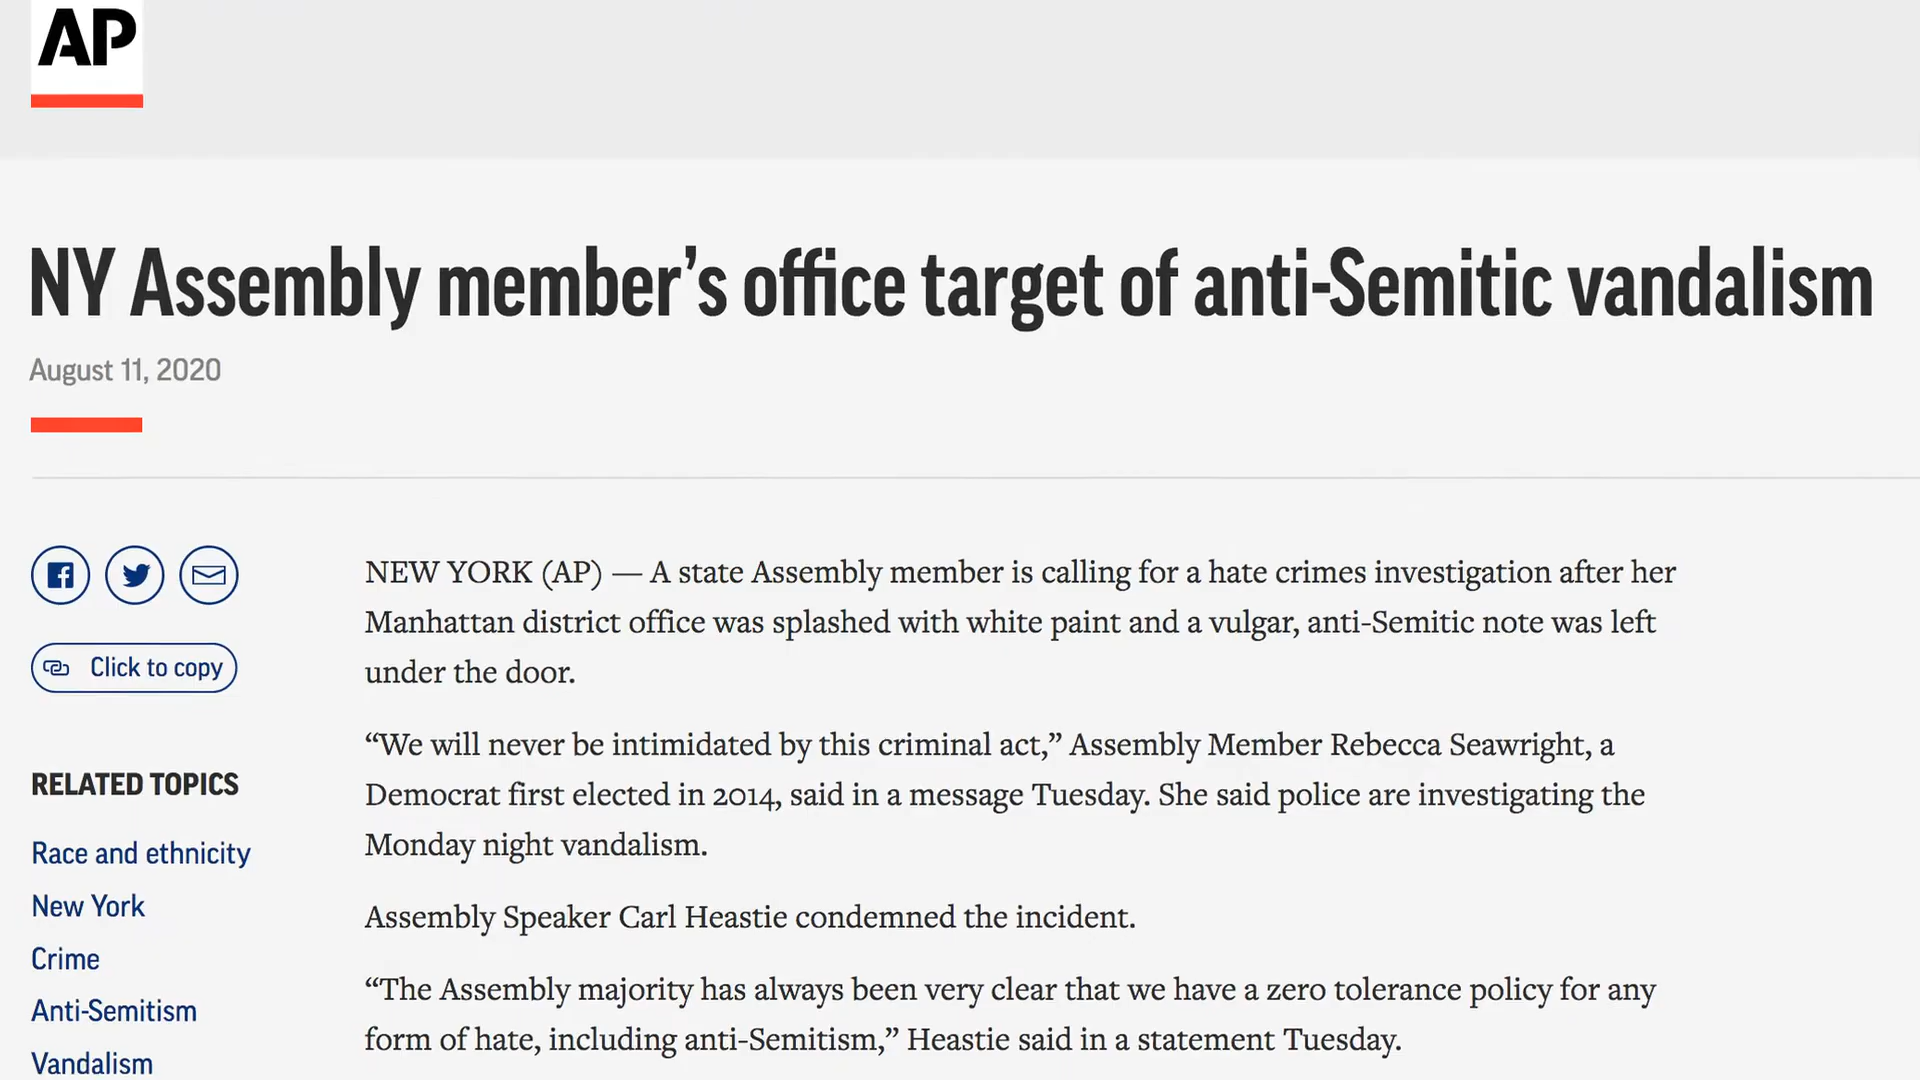 AP
NY Assembly member’s office target of anti-Semitic vandalism
August 11, 2020
Click to copy
RELATED TOPICS
Race and ethnicity
New York
Crime
Anti-Semitism
Vandalism
NEW YORK (AP) — A state Assembly member is calling for a hate crimes investigation after her
Manhattan district office was splashed with white paint and a vulgar, anti-Semitic note was left
under the door.
“We will never be intimidated by this criminal act,” Assembly Member Rebecca Seawright, a
Democrat first elected in 2014, said in a message Tuesday. She said police are investigating the
Monday night vandalism.
Assembly Speaker Carl Heastie condemned the incident.
“The Assembly majority has always been very clear that we have a zero tolerance policy for any
form of hate, including anti-Semitism,” Heastie said in a statement Tuesday.